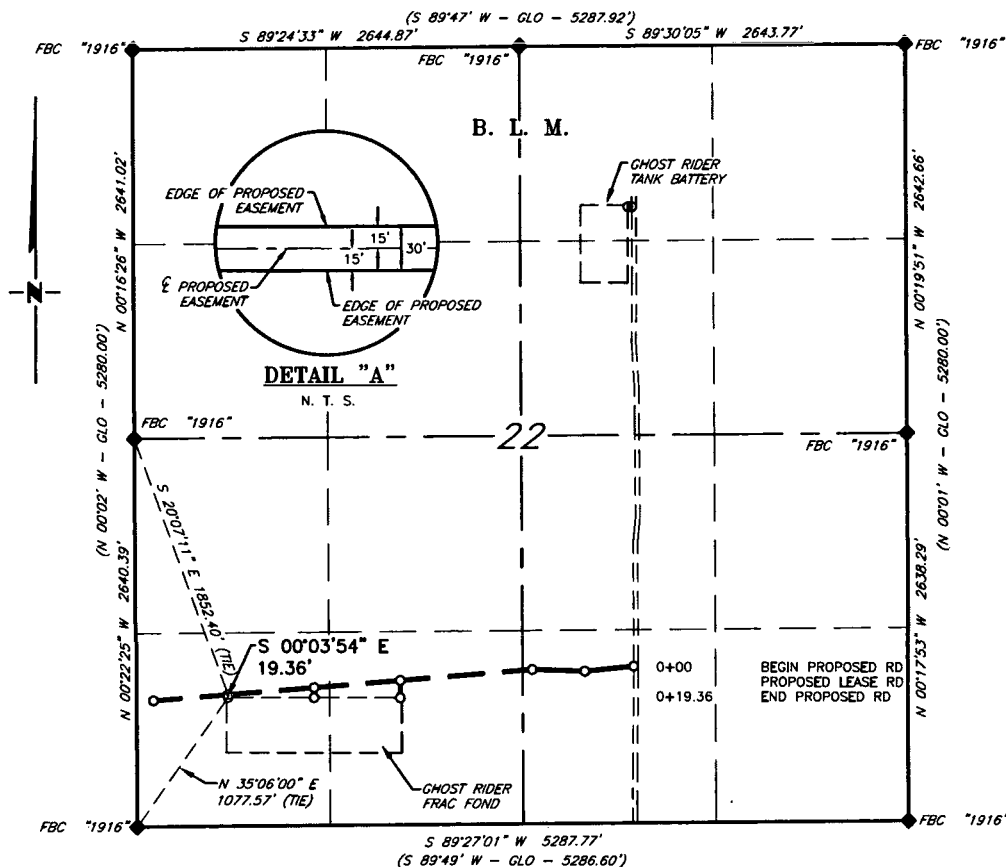 (S 89°47' W - GLO - 5287.92')
S 89°24'33" W 2644.87'
S 89°30'05" W 2643.77'
FBC "1916"
FBC "1916"
"1916"
B. L. M.
GHOST RIDER
TANK BATTERY
EDGE OF PROPOSED
EASEMENT
15'
15'
30'
℄ PROPOSED
EASEMENT
EDGE OF PROPOSED
EASEMENT
DETAIL "A"
N. T. S.
N 00°16'26" W 2641.02'
N 00°19'51" W 2642.66'
N
(N 00°02' W - GLO - 5280.00')
(N 00°01' W - GLO - 5280.00')
FBC "1916"
22
FBC "1916"
S 20°07'11" E 1852.40' (TIE)
N 00°22'25" W 2640.39'
N 00°17'53" W 2638.29'
S 00°03'54" E
19.36'
0+00 BEGIN PROPOSED RD
PROPOSED LEASE RD
0+19.36 END PROPOSED RD
N 35°06'00" E
1077.57' (TIE)
GHOST RIDER
FRAC FOND
FBC "1916"
FBC "1916"
S 89°27'01" W 5287.77'
(S 89°49' W - GLO - 5286.60')